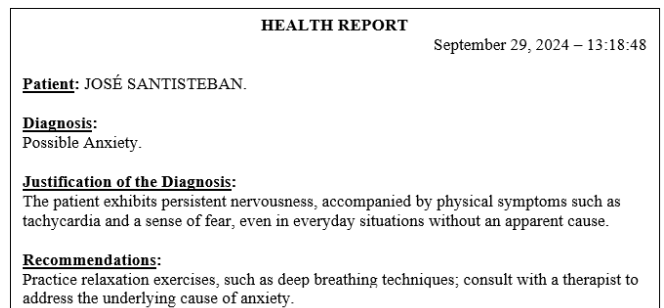 HEALTH REPORT
September 29, 2024 – 13:18:48
Patient: JOSÉ SANTISTEBAN.
Diagnosis:
Possible Anxiety.
Justification of the Diagnosis:
The patient exhibits persistent nervousness, accompanied by physical symptoms such as
tachycardia and a sense of fear, even in everyday situations without an apparent cause.
Recommendations:
Practice relaxation exercises, such as deep breathing techniques; consult with a therapist to
address the underlying cause of anxiety.